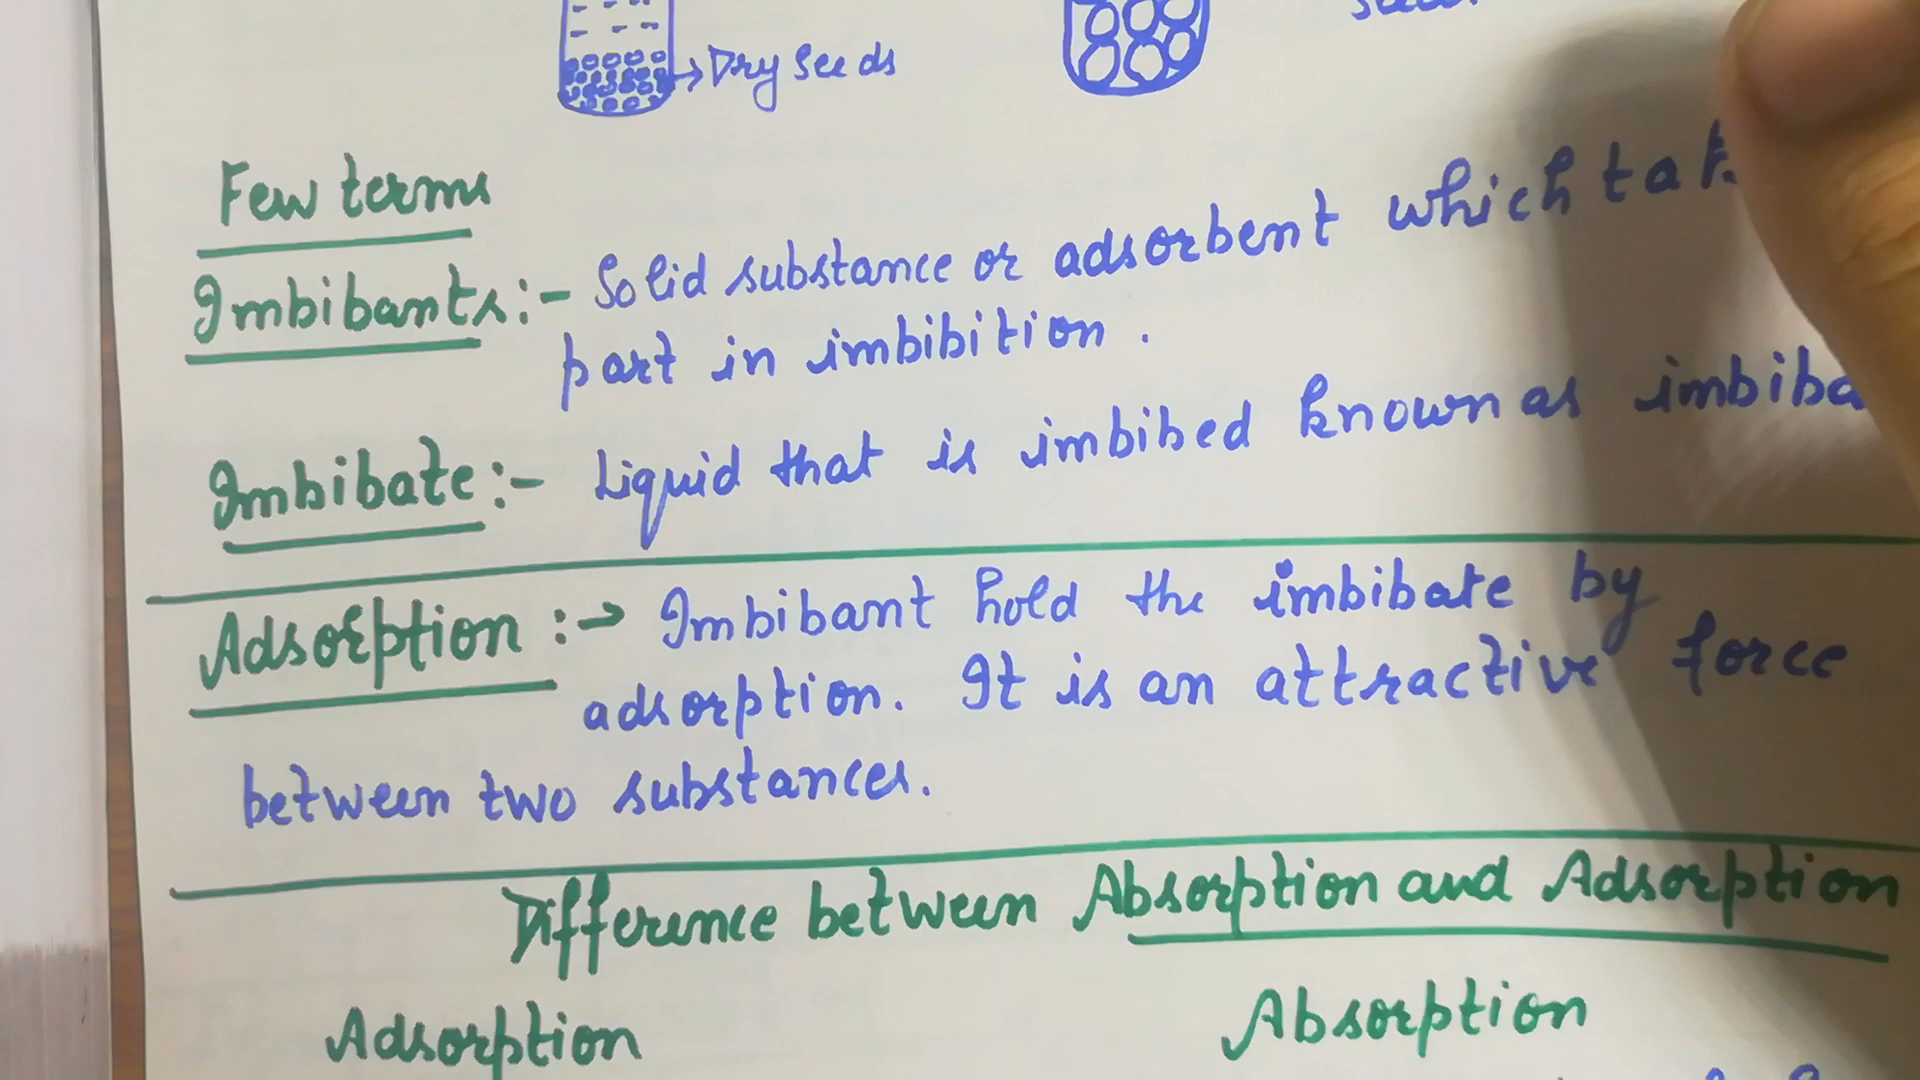 Dry seeds
Few terms
Imbibants:- Solid substance or adsorbent which
part in imbibition.
Imbibate:- Liquid that is imbibed known as
Adsorption:→ Imbibant hold the imbibate by
adsorption. It is an attractive force
between two substances.
Difference between Absorption and Adsorption
Adsorption Absorption